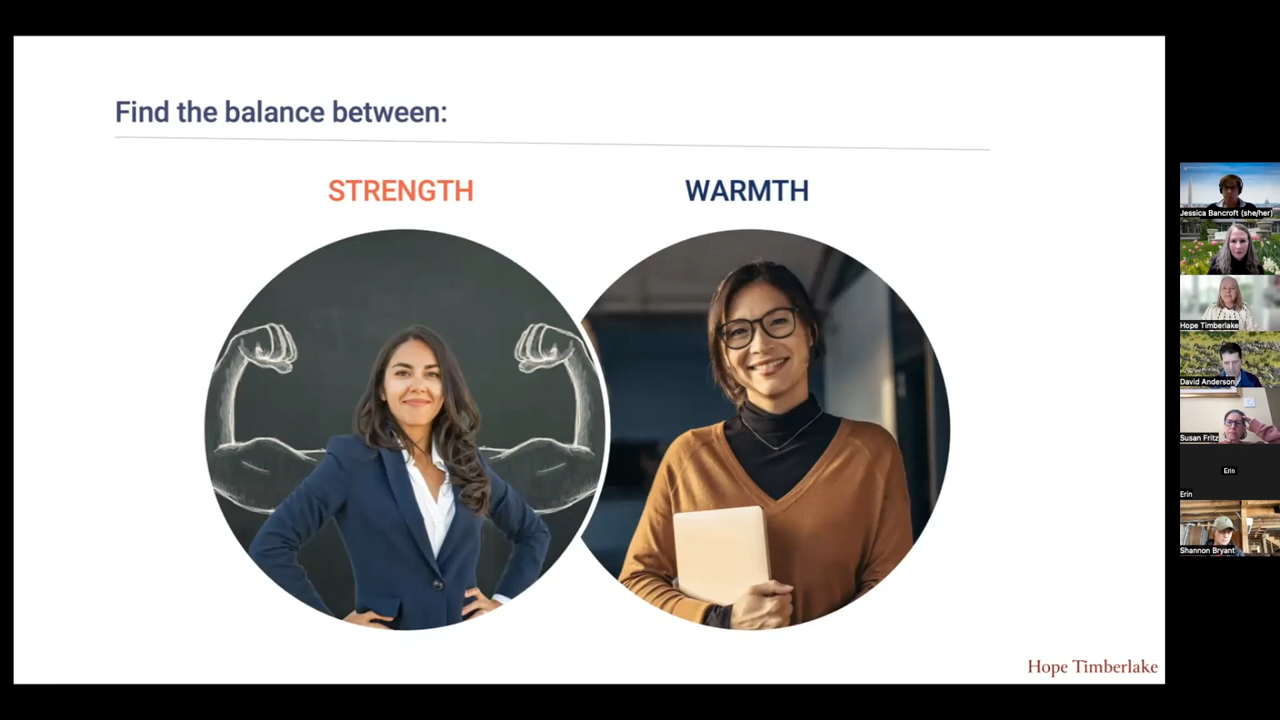 Find the balance between:
STRENGTH
WARMTH
Hope Timberlake
Jessica Bancroft (she/her)
Hope Timberlake
David Anderson
Susan Fritz
Erin
Erin
Shannon Bryant